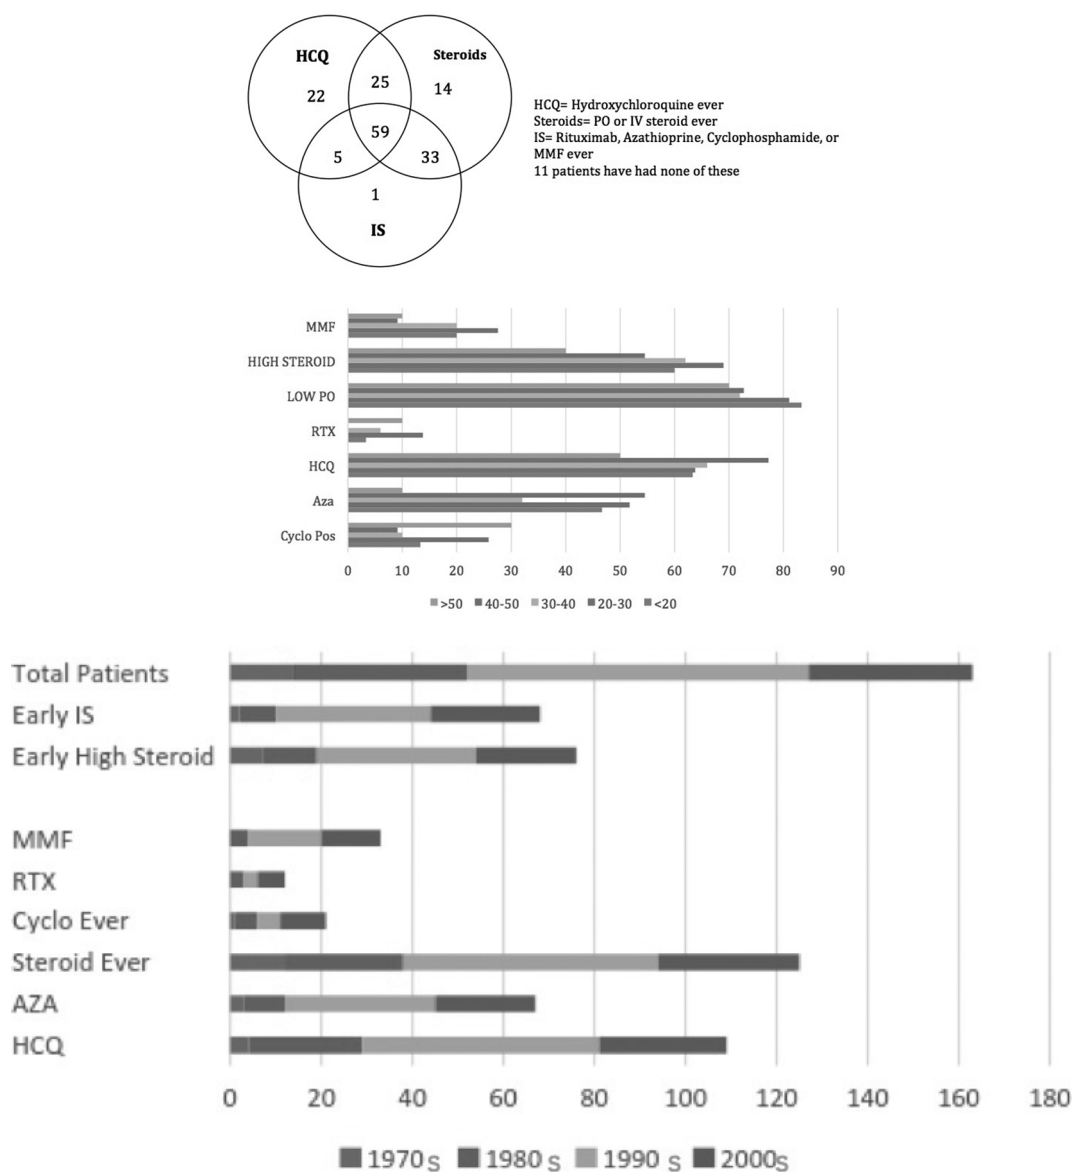 HCQ
Steroids
22
25
14
59
5
33
1
IS
HCQ= Hydroxychloroquine ever
Steroids= PO or IV steroid ever
IS= Rituximab, Azathioprine, Cyclophosphamide, or
MMF ever
11 patients have had none of these
MMF
HIGH STEROID
LOW PO
RTX
HCQ
Aza
Cyclo Pos
0 10 20 30 40 50 60 70 80 90
>50 40-50 30-40 20-30 <20
Total Patients
Early IS
Early High Steroid
MMF
RTX
Cyclo Ever
Steroid Ever
AZA
HCQ
0 20 40 60 80 100 120 140 160 180
1970s 1980s 1990s 2000s